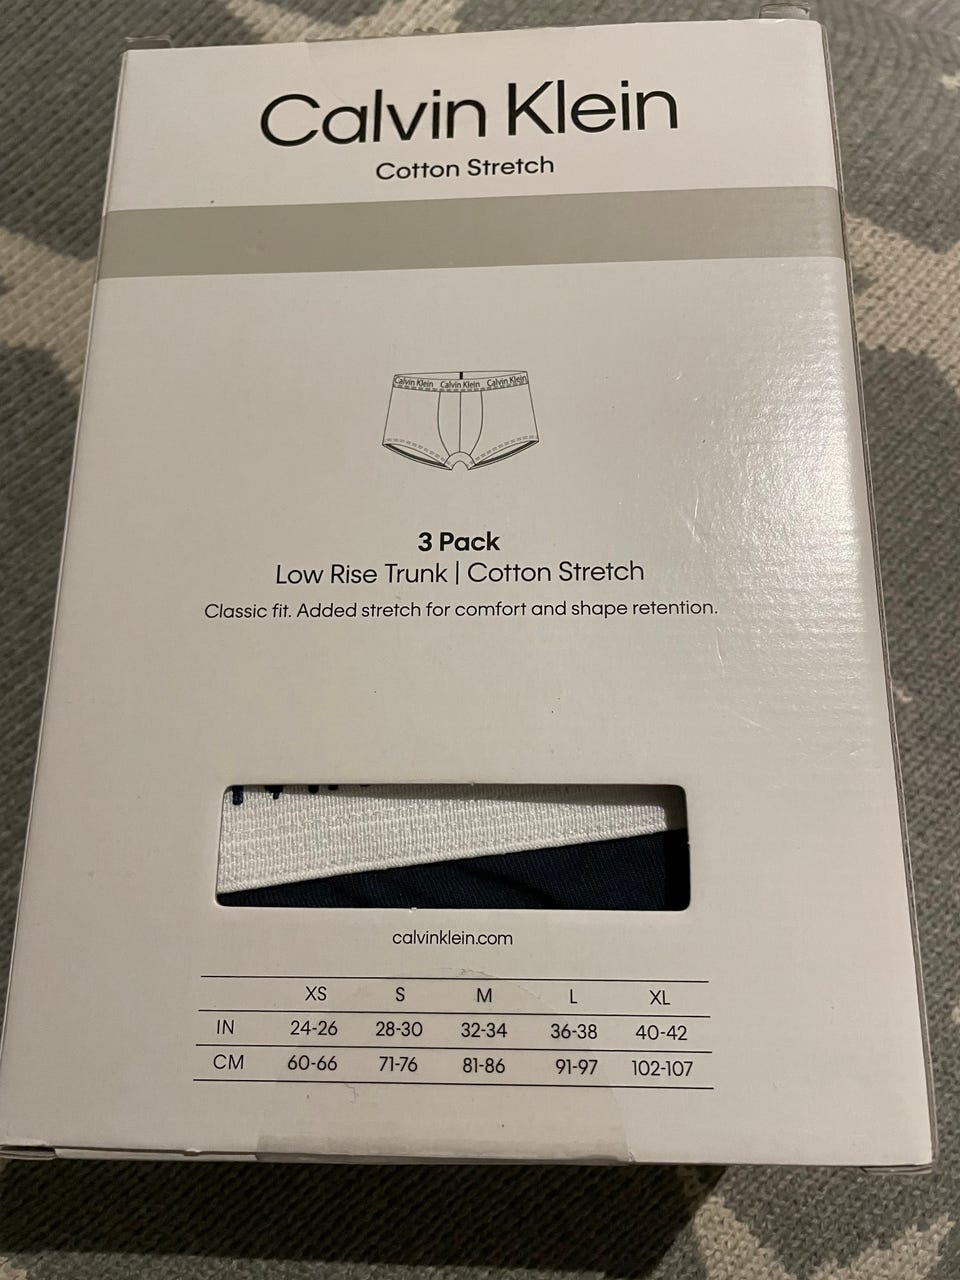 Calvin Klein
Cotton Stretch
Calvin Klein Calvin Klein Calvin Klein
3 Pack
Low Rise Trunk | Cotton Stretch
Classic fit. Added stretch for comfort and shape retention.
calvinklein.com
XS S M L XL
IN 24-26 28-30 32-34 36-38 40-42
CM 60-66 71-76 81-86 91-97 102-107